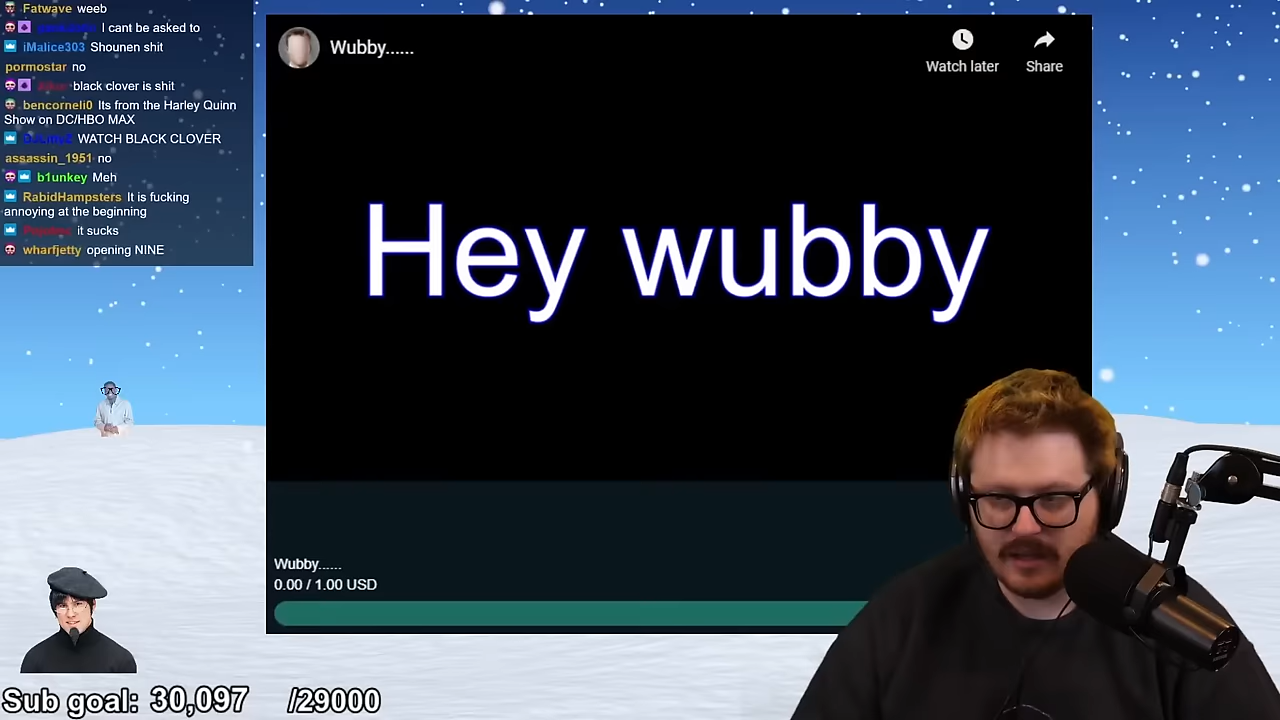 Fatwave weeb
I cant be asked to
iMalice303 Shounen shit
pormostar no
black clover is shit
bencorneli0 Its from the Harley Quinn
Show on DC/HBO MAX
WATCH BLACK CLOVER
assassin_1951 no
b1unkey Meh
RabidHampsters It is fucking
annoying at the beginning
it sucks
wharfjetty opening NINE
Wubby......
Watch later
Share
Hey wubby
Wubby......
0.00 / 1.00 USD
Sub goal: 30,097 /29000